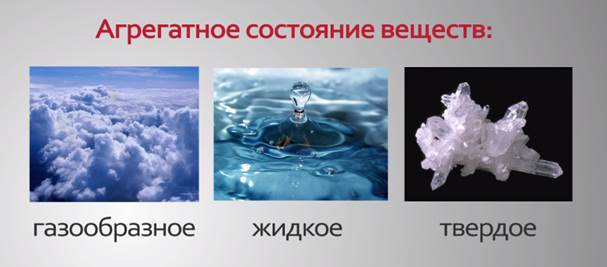 Агрегатное состояние веществ:
газообразное жидкое твердое